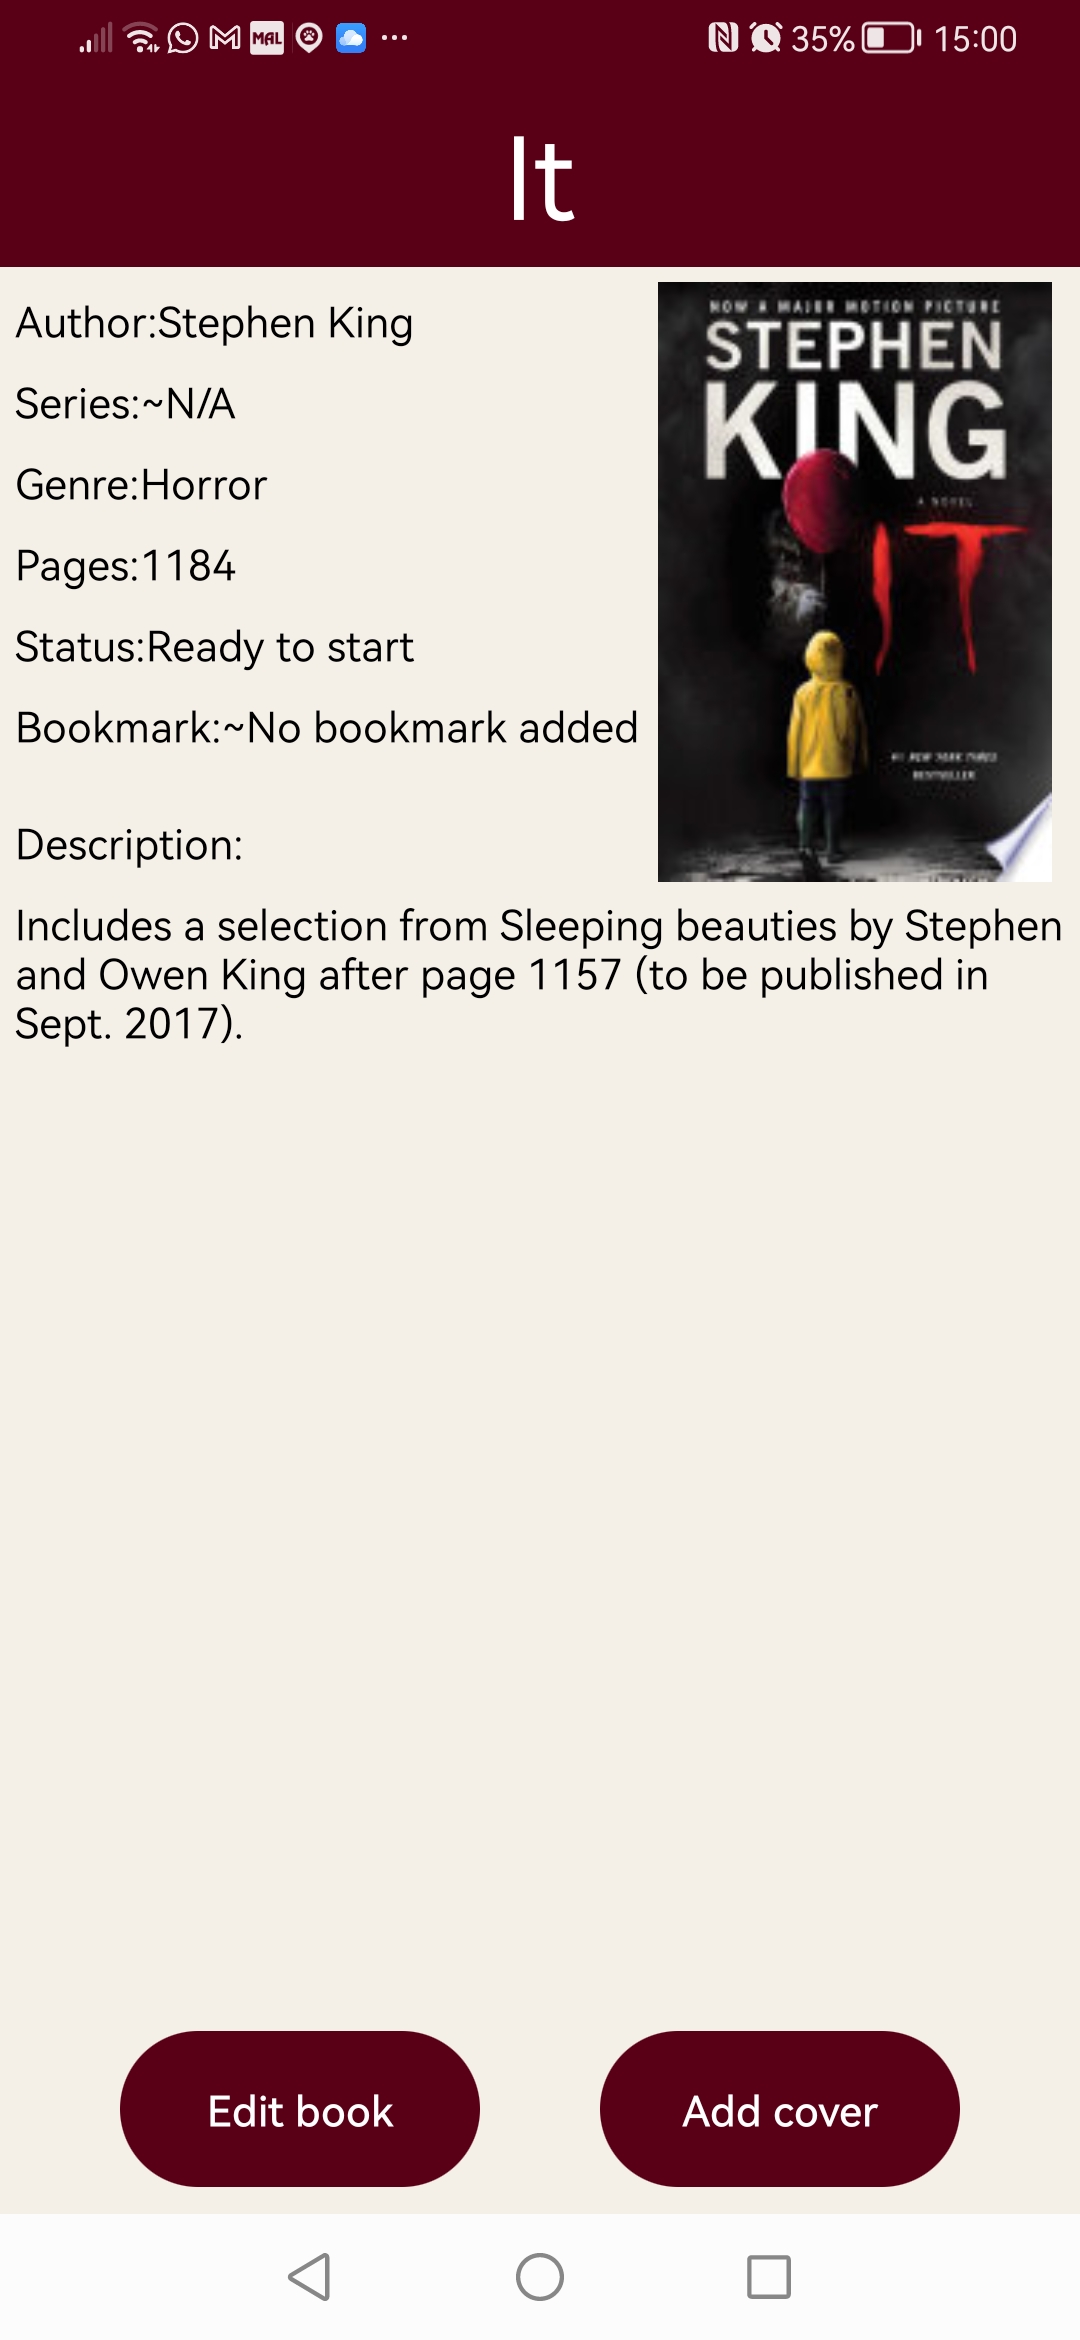 MAL
35%
15:00
It
Author:Stephen King
Series:~N/A
Genre:Horror
Pages:1184
Status:Ready to start
Bookmark:~No bookmark added
Description:
NOW A MAJOR MOTION PICTURE
STEPHEN
KING
A NOVEL
IT
#1 NEW YORK TIMES
BESTSELLER
Includes a selection from Sleeping beauties by Stephen
and Owen King after page 1157 (to be published in
Sept. 2017).
Edit book
Add cover